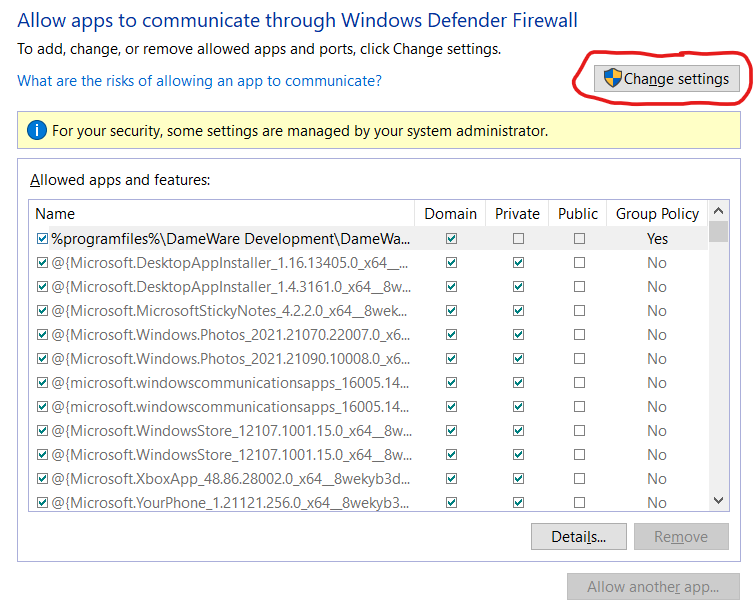 Allow apps to communicate through Windows Defender Firewall
To add, change, or remove allowed apps and ports, click Change settings.
What are the risks of allowing an app to communicate?
Change settings
For your security, some settings are managed by your system administrator.
Allowed apps and features:
Name Domain Private Public Group Policy
%programfiles%\DameWare Development\DameWa... Yes
@{Microsoft.DesktopAppInstaller_1.16.13405.0_x64__... No
@{Microsoft.DesktopAppInstaller_1.4.3161.0_x64__8w... No
@{Microsoft.MicrosoftStickyNotes_4.2.2.0_x64__8wek... No
@{Microsoft.Windows.Photos_2021.21070.22007.0_x6... No
@{Microsoft.Windows.Photos_2021.21090.10008.0_x6... No
@{microsoft.windowscommunicationsapps_16005.14... No
@{microsoft.windowscommunicationsapps_16005.14... No
@{Microsoft.WindowsStore_12107.1001.15.0_x64__8w... No
@{Microsoft.WindowsStore_12107.1001.15.0_x64__8w... No
@{Microsoft.XboxApp_48.86.28002.0_x64__8wekyb3d... No
@{Microsoft.YourPhone_1.21121.256.0_x64__8wekyb3... No
Details... Remove
Allow another app...